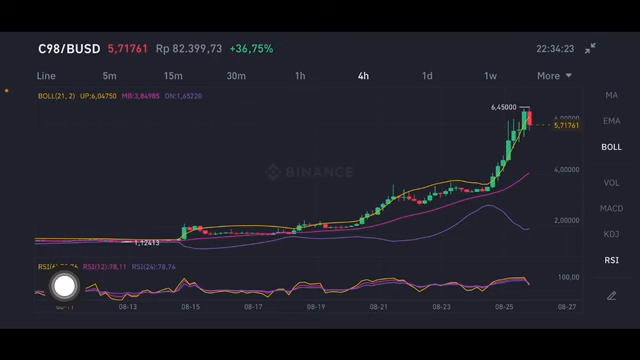 C98/BUSD 5,71761 Rp 82.399,73 +36,75% 22:34:23
Line 5m 15m 30m 1h 4h 1d 1w More
BOLL(21,2) UP:6,04750 MB:3,84985 DN:1,65220
MA
6,45000
EMA
5,71761
BOLL
BINANCE
4,00000
VOL
MACD
2,00000
1,12413
KDJ
RSI(12):78,11 RSI(24):78,74
RSI
100,00
08-13 08-15 08-17 08-19 08-21 08-23 08-25 08-27